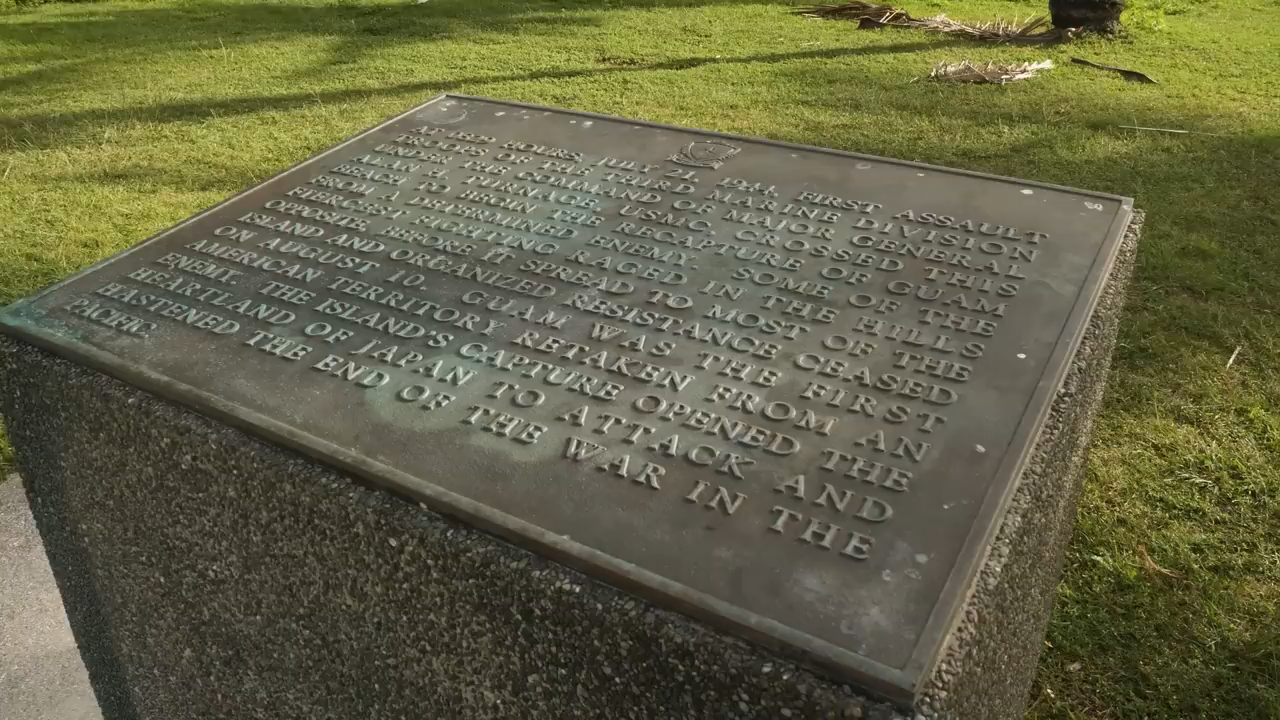 AT 0829 HOURS, JULY 21, 1944, FIRST ASSAULT
TROOPS OF THE THIRD MARINE DIVISION
UNDER THE COMMAND OF MAJOR GENERAL
ALLEN H. TURNAGE, USMC, CROSSED THIS
BEACH TO BEGIN THE RECAPTURE OF GUAM
FROM A DETERMINED ENEMY. SOME OF THE
FIERCEST FIGHTING RAGED IN THE HILLS
OPPOSITE, BEFORE IT SPREAD TO MOST OF THE
ISLAND AND ORGANIZED RESISTANCE CEASED
ON AUGUST 10. GUAM WAS THE FIRST
AMERICAN TERRITORY RETAKEN FROM AN
ENEMY. THE ISLAND'S CAPTURE OPENED THE
HEARTLAND OF JAPAN TO ATTACK AND
HASTENED THE END OF THE WAR IN THE
PACIFIC.